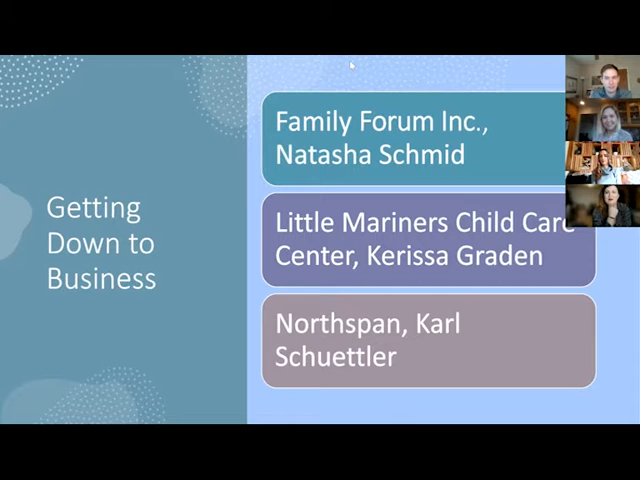 Getting
Down to
Business
Family Forum Inc.,
Natasha Schmid
Little Mariners Child Care
Center, Kerissa Graden
Northspan, Karl
Schuettler